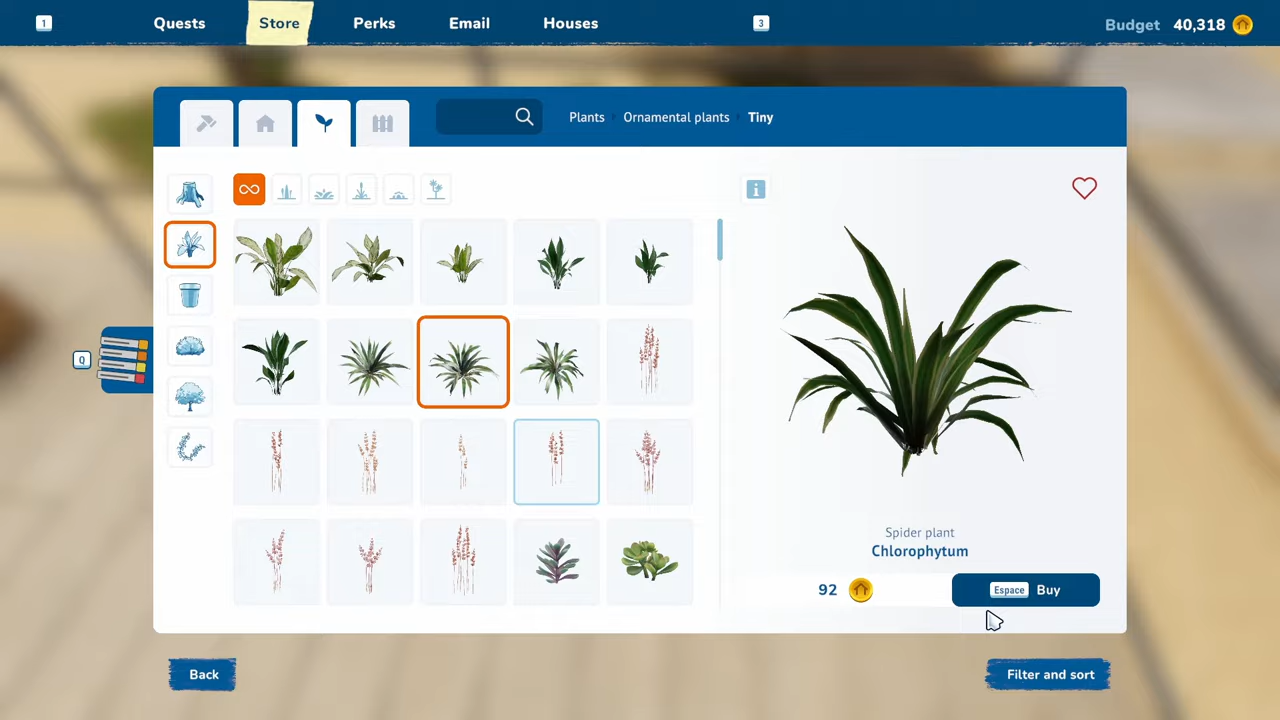 1 Quests Store Perks Email Houses 3 Budget 40,318
Plants Ornamental plants Tiny
i
Q
Spider plant
Chlorophytum
92 Espace Buy
Back Filter and sort